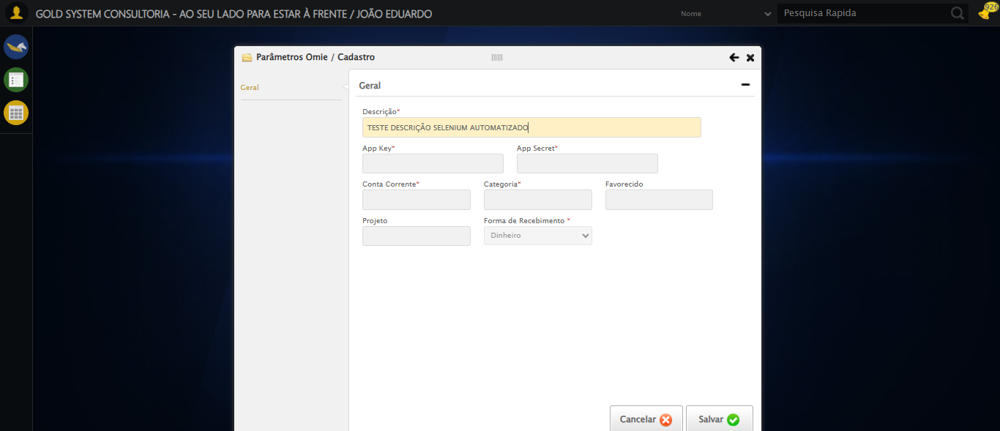 GOLD SYSTEM CONSULTORIA - AO SEU LADO PARA ESTAR À FRENTE / JOÃO EDUARDO
Nome
Pesquisa Rapida
926
Parâmetros Omie / Cadastro
Geral
Geral
Descrição*
TESTE DESCRIÇÃO SELENIUM AUTOMATIZADO
App Key* App Secret*
Conta Corrente* Categoria* Favorecido
Projeto Forma de Recebimento *
Dinheiro
Cancelar Salvar